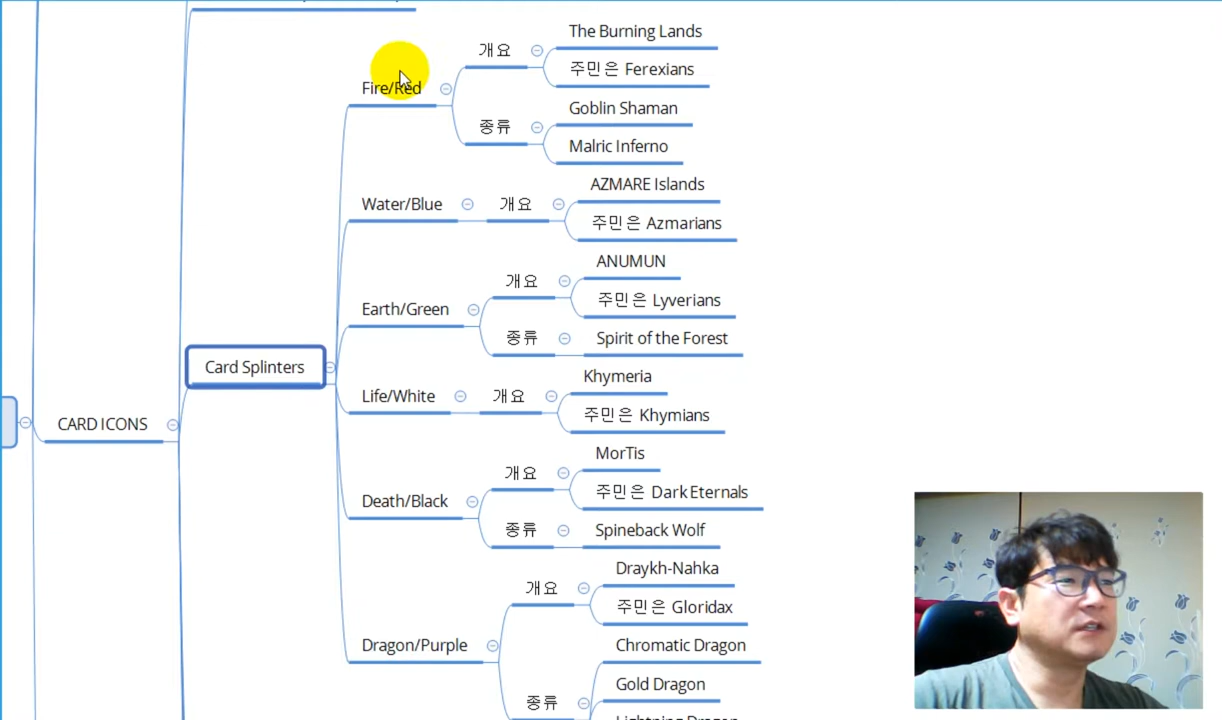 The Burning Lands
개요
주민은 Ferexians
Fire/Red
Goblin Shaman
종류
Malric Inferno
AZMARE Islands
Water/Blue
개요
주민은 Azmarians
ANUMUN
개요
주민은 Lyverians
Earth/Green
종류
Spirit of the Forest
Card Splinters
Khymeria
Life/White
개요
주민은 Khymians
CARD ICONS
MorTis
개요
주민은 Dark Eternals
Death/Black
종류
Spineback Wolf
Draykh-Nahka
개요
주민은 Gloridax
Dragon/Purple
Chromatic Dragon
Gold Dragon
종류
Lightning Dragon